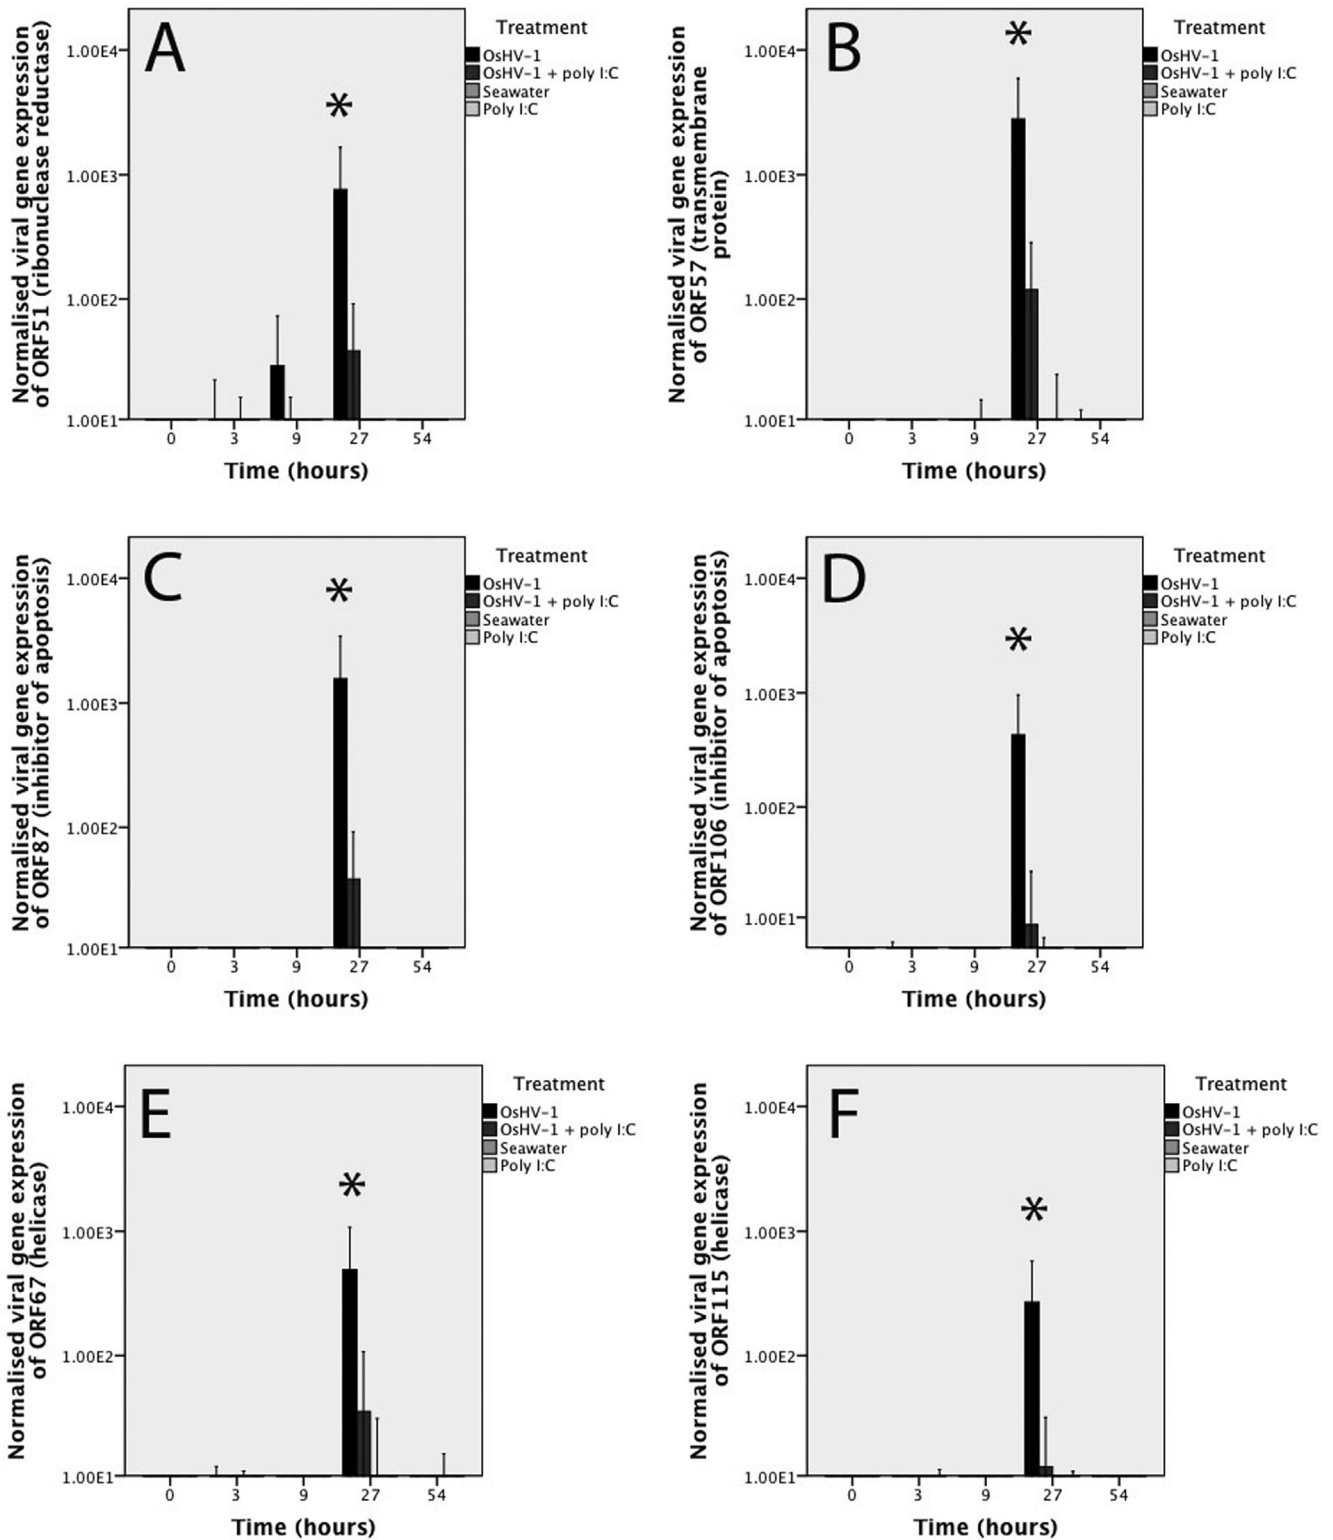 A
Normalised viral gene expression
of ORF51 (ribonuclease reductase)
1.00E4
1.00E3
1.00E2
1.00E1
0 3 9 27 54
Time (hours)
*
Treatment
OsHV-1
OsHV-1 + poly I:C
Seawater
Poly I:C
B
Normalised viral gene expression
of ORF57 (transmembrane
protein)
1.00E4
1.00E3
1.00E2
1.00E1
0 3 9 27 54
Time (hours)
*
Treatment
OsHV-1
OsHV-1 + poly I:C
Seawater
Poly I:C
C
Normalised viral gene expression
of ORF87 (inhibitor of apoptosis)
1.00E4
1.00E3
1.00E2
1.00E1
0 3 9 27 54
Time (hours)
*
Treatment
OsHV-1
OsHV-1 + poly I:C
Seawater
Poly I:C
D
Normalised viral gene expression
of ORF106 (inhibitor of apoptosis)
1.00E4
1.00E3
1.00E2
1.00E1
0 3 9 27 54
Time (hours)
*
Treatment
OsHV-1
OsHV-1 + poly I:C
Seawater
Poly I:C
E
Normalised viral gene expression
of ORF67 (helicase)
1.00E4
1.00E3
1.00E2
1.00E1
0 3 9 27 54
Time (hours)
*
Treatment
OsHV-1
OsHV-1 + poly I:C
Seawater
Poly I:C
F
Normalised viral gene expression
of ORF115 (helicase)
1.00E4
1.00E3
1.00E2
1.00E1
0 3 9 27 54
Time (hours)
*
Treatment
OsHV-1
OsHV-1 + poly I:C
Seawater
Poly I:C